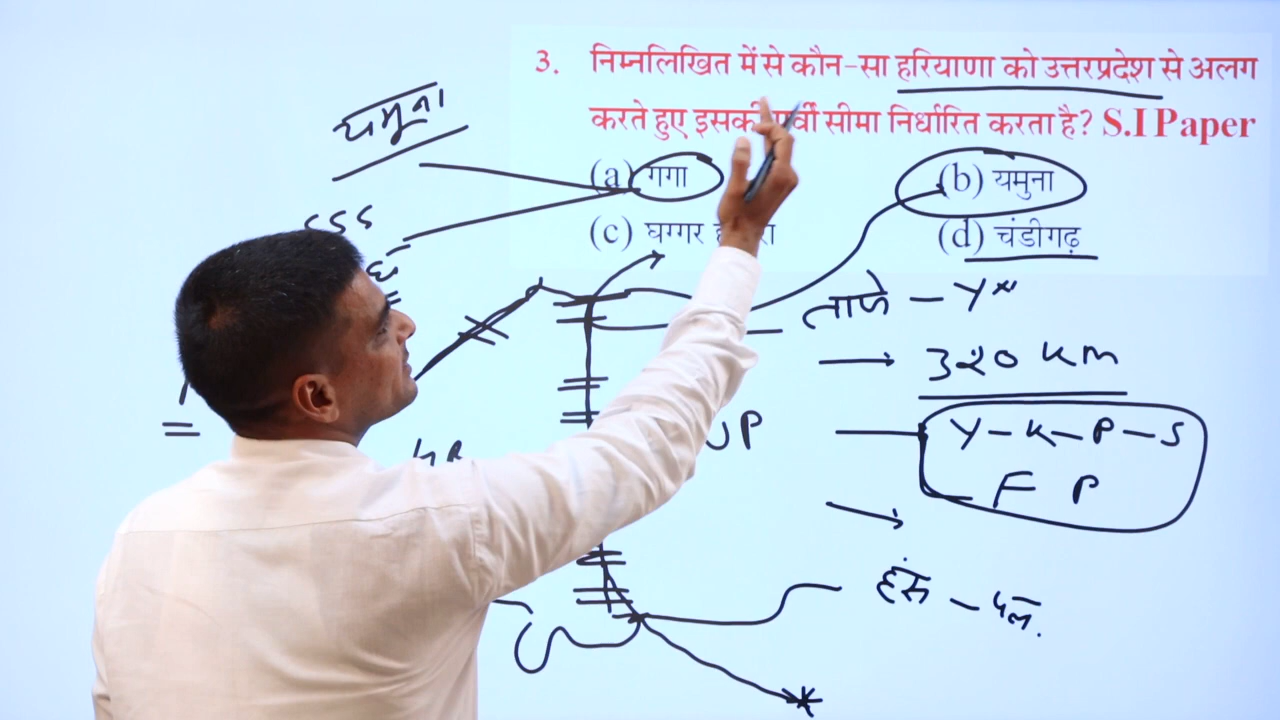 3. निम्नलिखित में से कौन-सा हरियाणा को उत्तरप्रदेश से अलग
करते हुए इसकी सीमा निर्धारित करता है? S.I Paper
(a) गगा (b) यमुना
(c) घग्गर (d) चंडीगढ़
यमुना
ताजे - Y
320 KM
UP
Y-K-P-S
F P